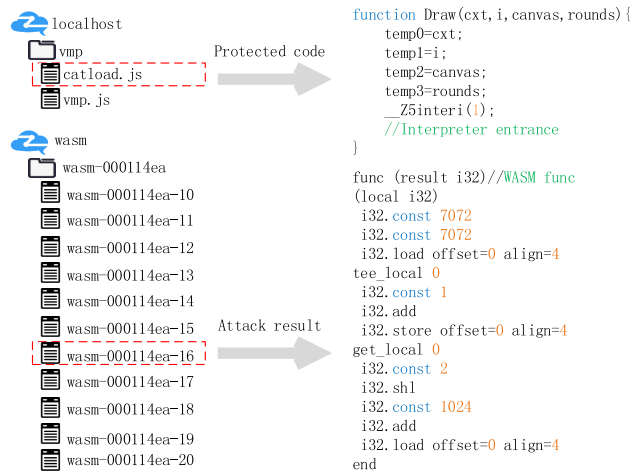 localhost
vmp
catload.js
vmp.js
wasm
wasm-000114ea
wasm-000114ea-10
wasm-000114ea-11
wasm-000114ea-12
wasm-000114ea-13
wasm-000114ea-14
wasm-000114ea-15
wasm-000114ea-16
wasm-000114ea-17
wasm-000114ea-18
wasm-000114ea-19
wasm-000114ea-20
Protected code
Attack result
function Draw(cxt,i,canvas,rounds){
temp0=cxt;
temp1=i;
temp2=canvas;
temp3=rounds;
__Z5interi(1);
//Interpreter entrance
}
func (result i32)//WASM func
(local i32)
i32.const 7072
i32.const 7072
i32.load offset=0 align=4
tee_local 0
i32.const 1
i32.add
i32.store offset=0 align=4
get_local 0
i32.const 2
i32.shl
i32.const 1024
i32.add
i32.load offset=0 align=4
end